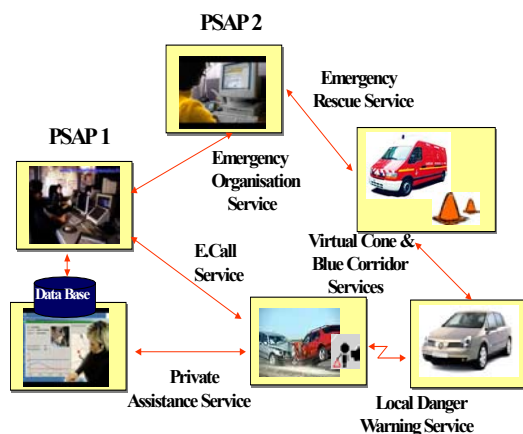 PSAP 2
Emergency
Rescue Service
PSAP 1
Emergency
Organisation
Service
E.Call
Service
Virtual Cone &
Blue Corridor
Services
Data Base
Private
Assistance Service
Local Danger
Warning Service